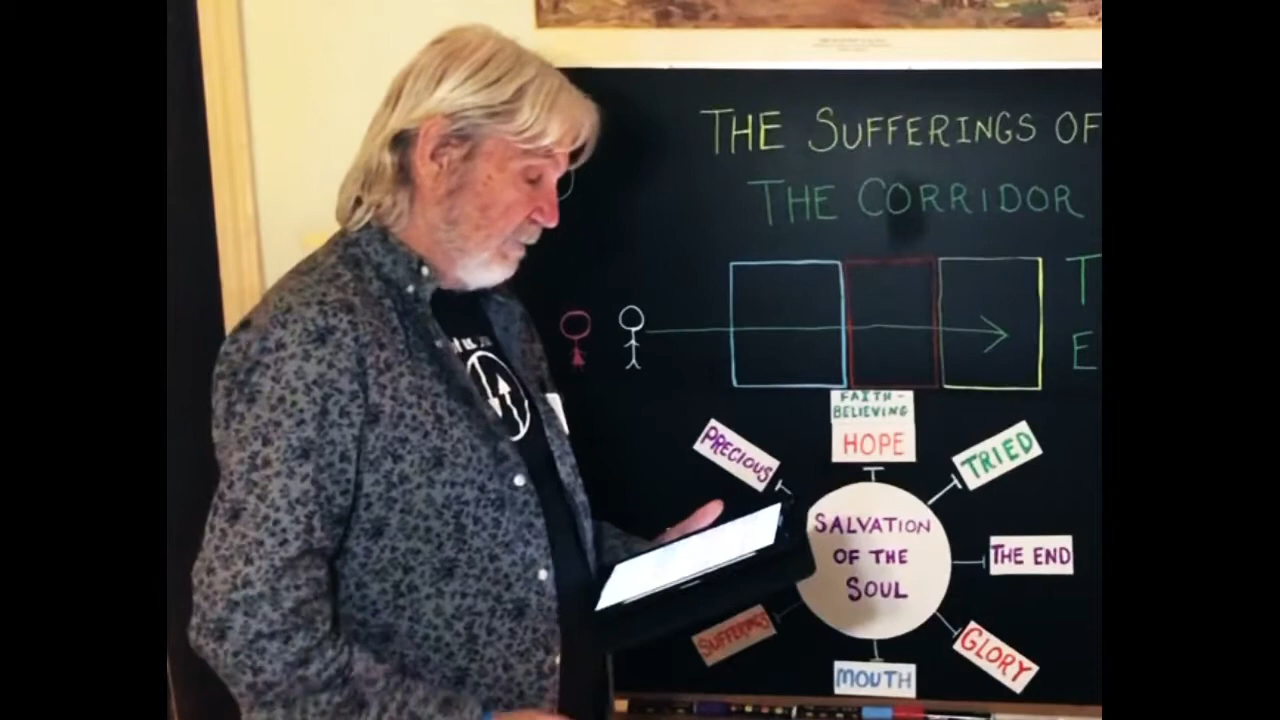 THE SUFFERINGS OF
THE CORRIDOR
T
E
FAITH-
BELIEVING
HOPE
PRECIOUS
TRIED
SALVATION
OF THE
SOUL
THE END
SUFFERINGS
GLORY
MOUTH